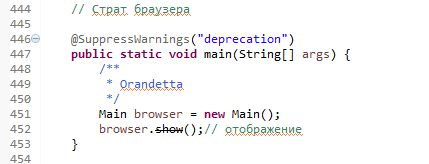 444 // Страт браузера
445
446 @SuppressWarnings("deprecation")
447 public static void main(String[] args) {
448 /**
449 * Orandetta
450 */
451 Main browser = new Main();
452 browser.show();// отображение
453 }
454